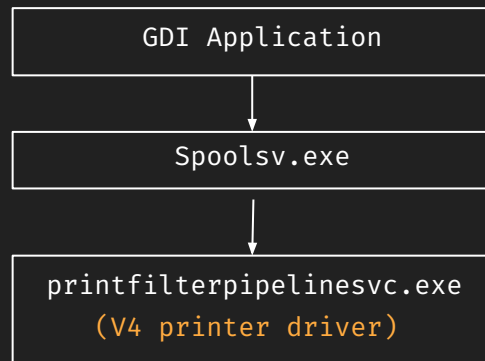 GDI Application
Spoolsv.exe
printfilterpipelinesvc.exe
(V4 printer driver)